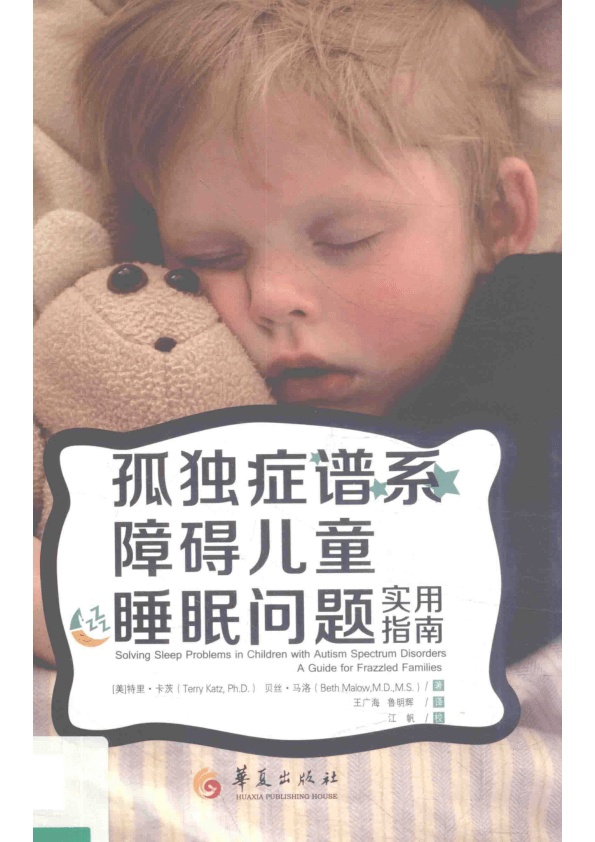 孤独症谱系
障碍儿童
睡眠问题实用指南
Solving Sleep Problems in Children with Autism Spectrum Disorders
A Guide for Frazzled Families
[美]特里·卡茨(Terry Katz, Ph.D.) 贝丝·马洛(Beth Malow,M.D.,M.S.)/著
王广海 鲁明辉/译
江 帆/校
華夏出版社
HUAXIA PUBLISHING HOUSE